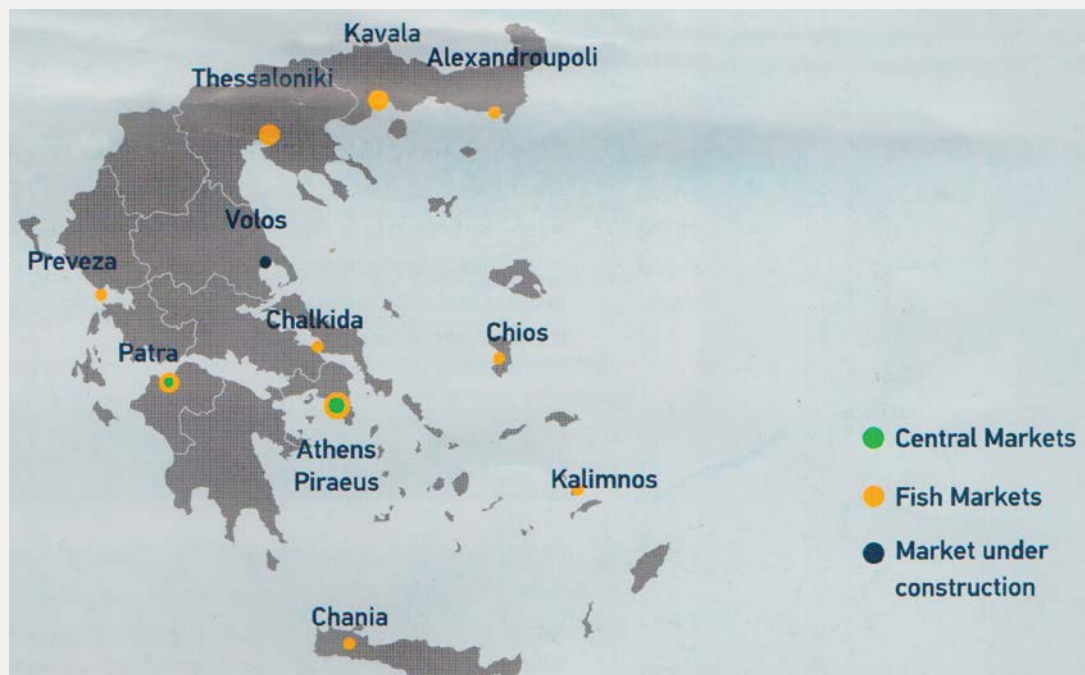 Kavala
Alexandroupoli
Thessaloniki
Volos
Preveza
Chalkida
Chios
Patra
Athens
Piraeus
Kalimnos
Chania
Central Markets
Fish Markets
Market under
construction